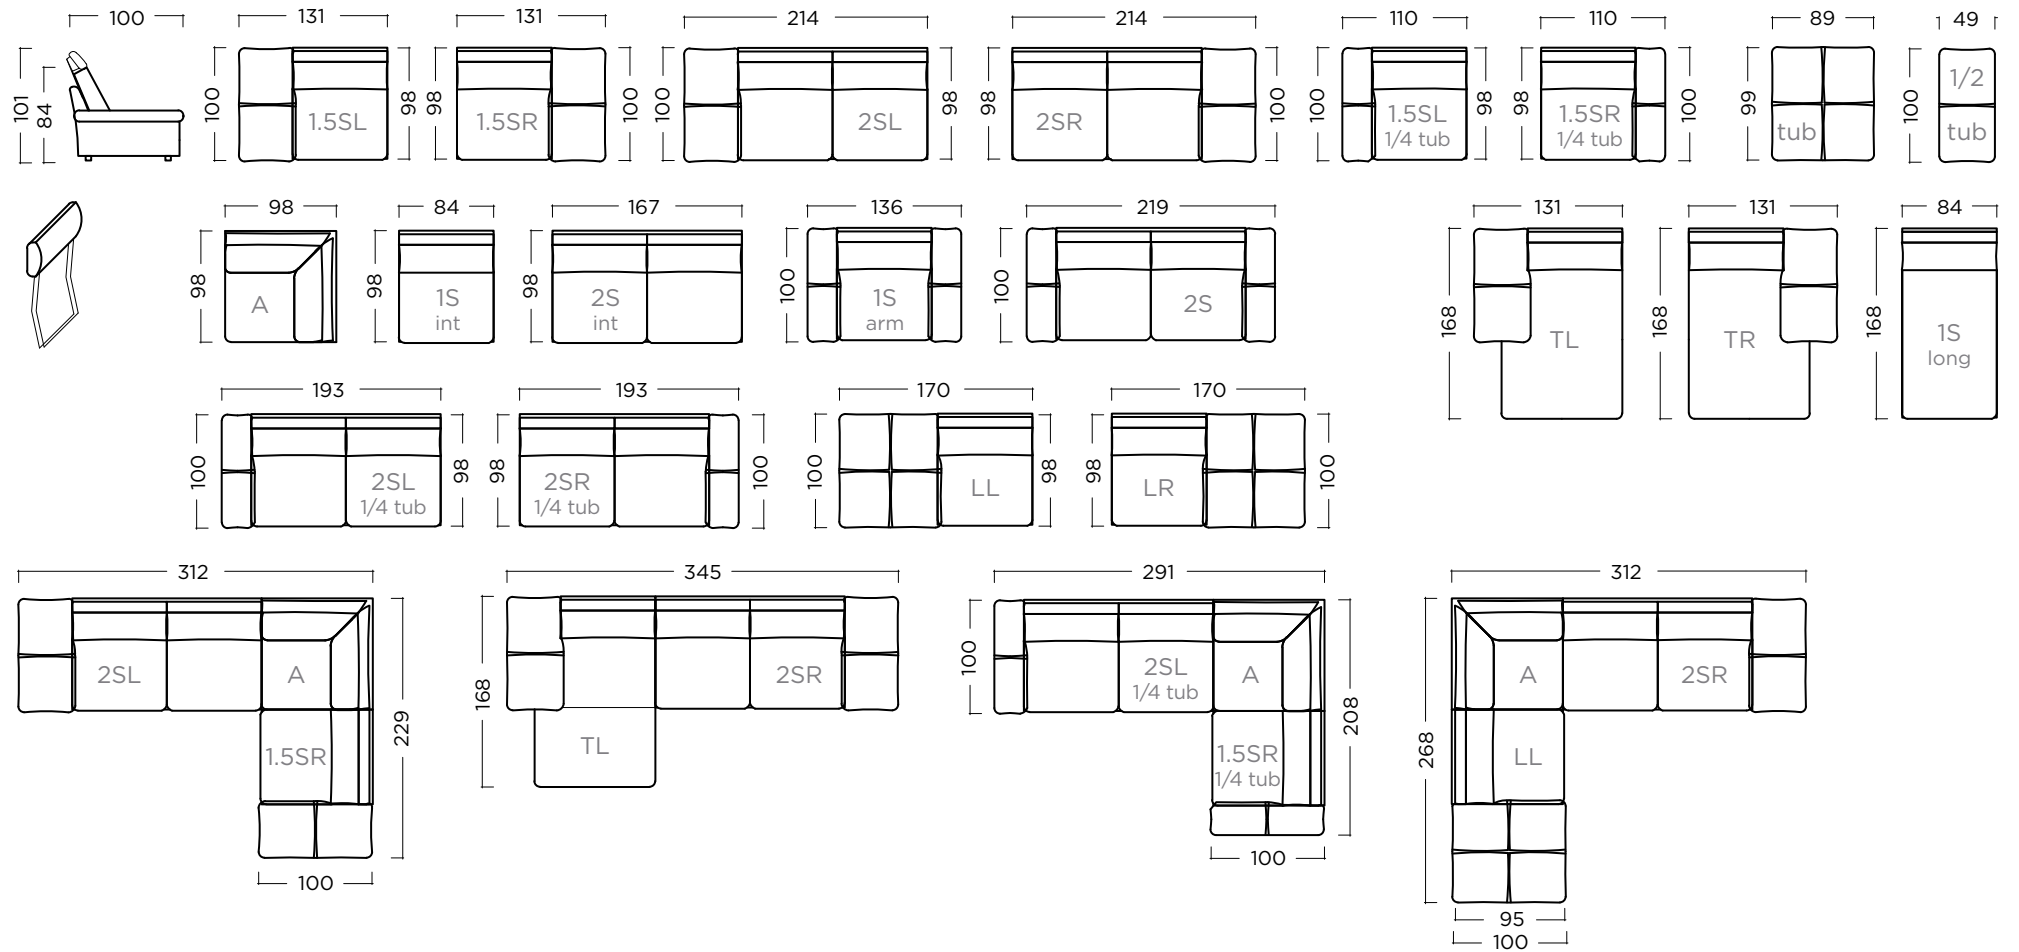 100
131
131
214
214
110
110
89
49
101
84
100
98
98
100
100
98
98
100
100
98
98
100
99
100
1.5SL
1.5SR
2SL
2SR
1.5SL
1/4 tub
1.5SR
1/4 tub
tub
1/2
tub
98
84
167
136
219
131
131
84
98
98
98
100
100
168
168
168
A
1S
int
2S
int
1S
arm
2S
TL
TR
1S
long
193
193
170
170
100
98
98
100
100
98
98
100
2SL
1/4 tub
2SR
1/4 tub
LL
LR
312
345
291
312
2SL
A
1.5SR
229
100
168
2SR
TL
100
2SL
1/4 tub
A
1.5SR
1/4 tub
208
100
268
A
2SR
LL
95
100